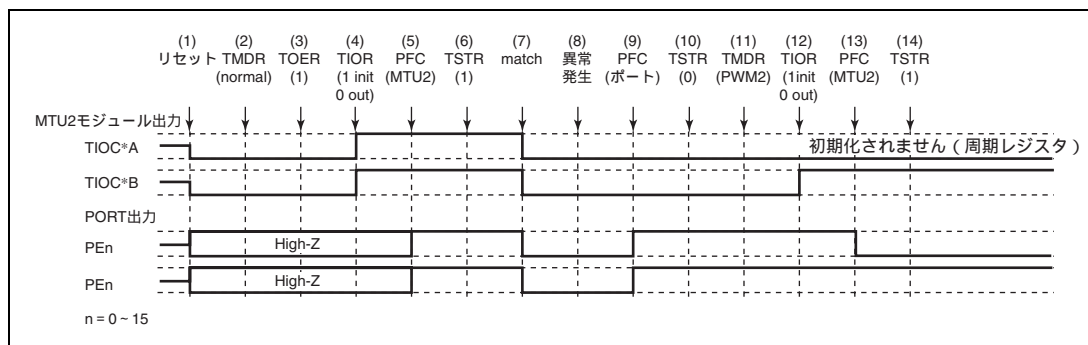 (1) (2) (3) (4) (5) (6) (7) (8) (9) (10) (11) (12) (13) (14)
リセット TMDR TOER TIOR PFC TSTR match 異常 PFC TSTR TMDR TIOR PFC TSTR
(normal) (1) (1 init (MTU2) (1) 発生 (ポート) (0) (PWM2) (1init (MTU2) (1)
0 out) 0 out)
MTU2モジュール出力
TIOC*A 初期化されません(周期レジスタ)
TIOC*B
PORT出力
PEn High-Z
PEn High-Z
n = 0 ~ 15